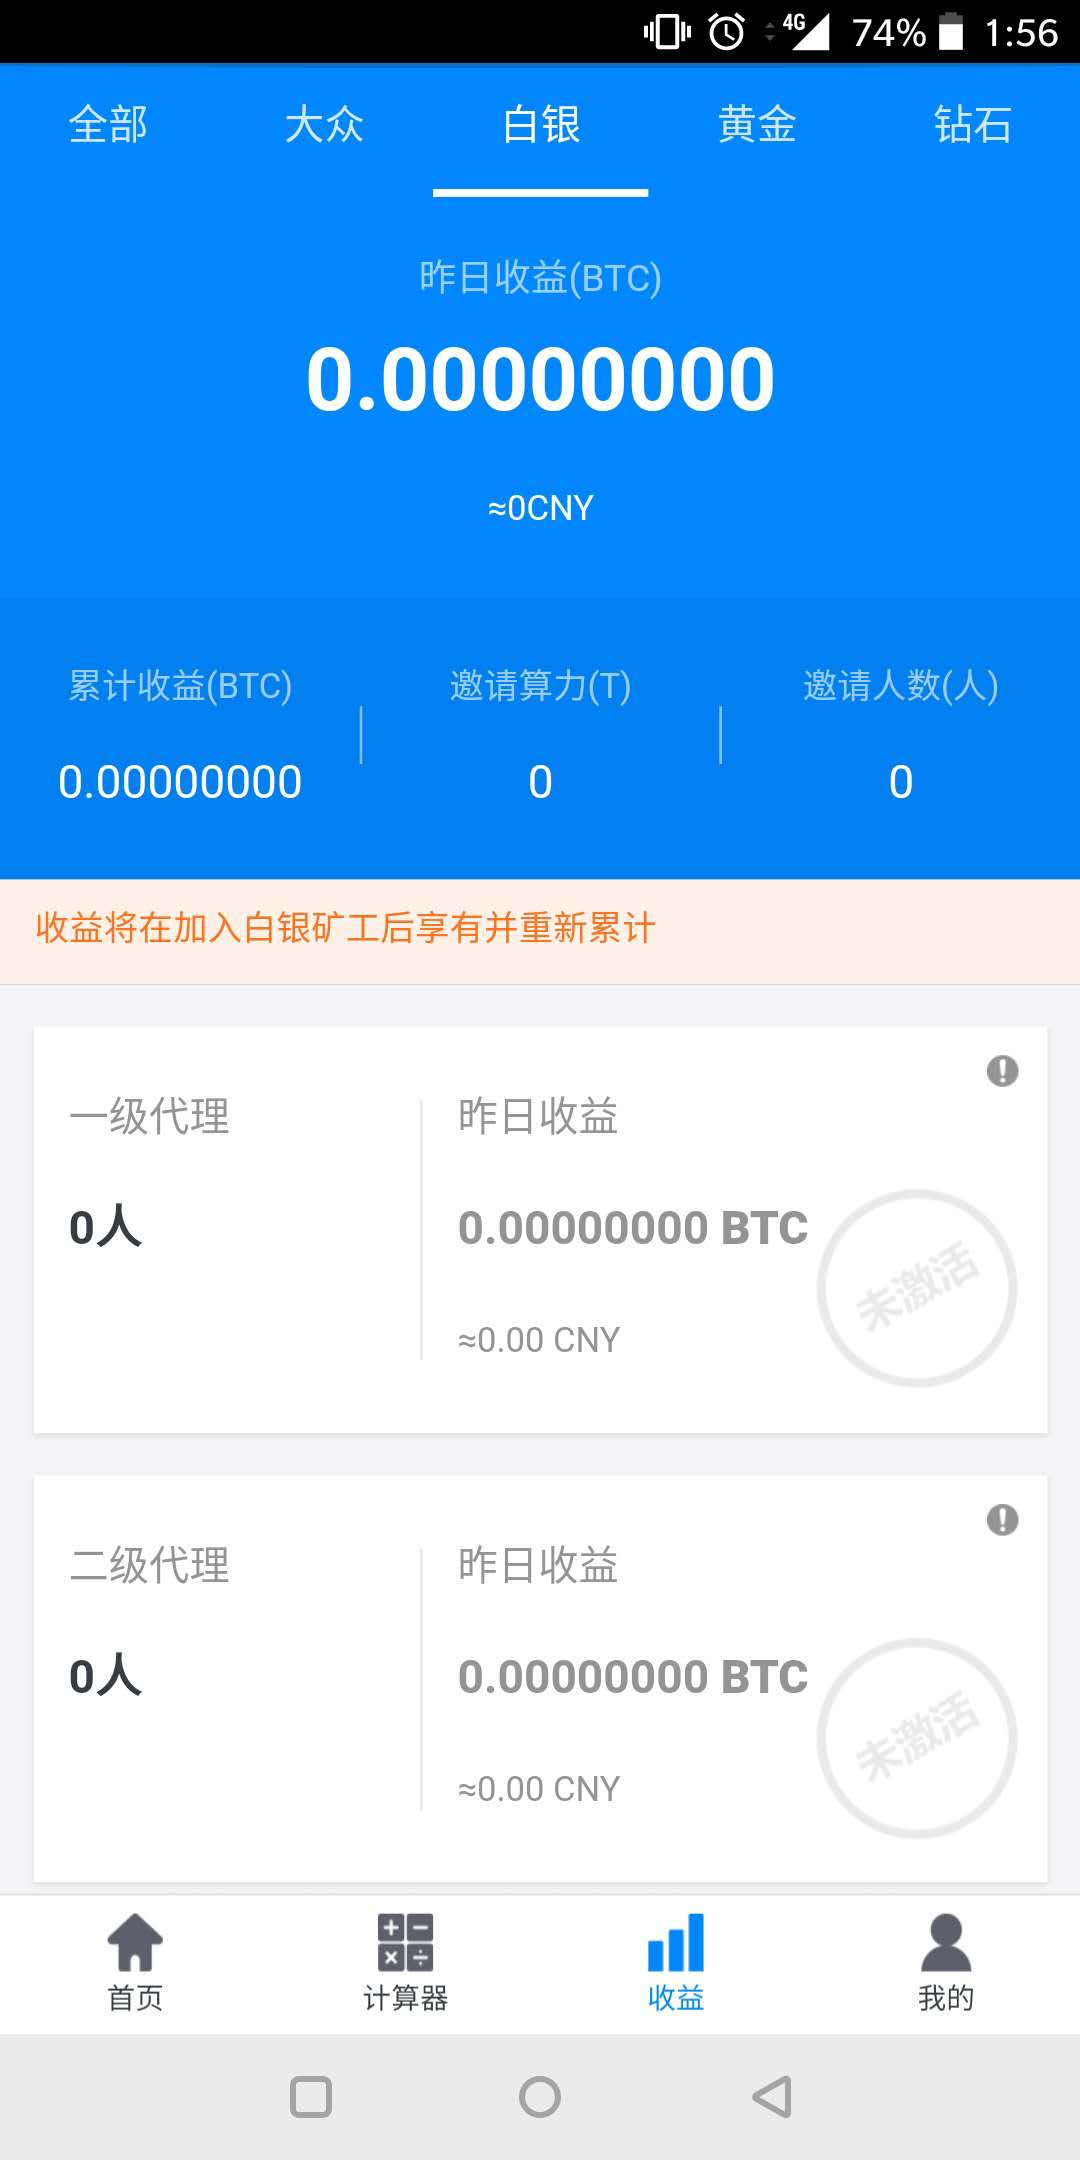 4G 74% 1:56
全部 大众 白银 黄金 钻石
昨日收益(BTC)
0.00000000
≈0CNY
累计收益(BTC) 邀请算力(T) 邀请人数(人)
0.00000000 0 0
收益将在加入白银矿工后享有并重新累计
一级代理 昨日收益
0人 0.00000000 BTC
未激活
≈0.00 CNY
二级代理 昨日收益
0人 0.00000000 BTC
未激活
≈0.00 CNY
首页 计算器 收益 我的